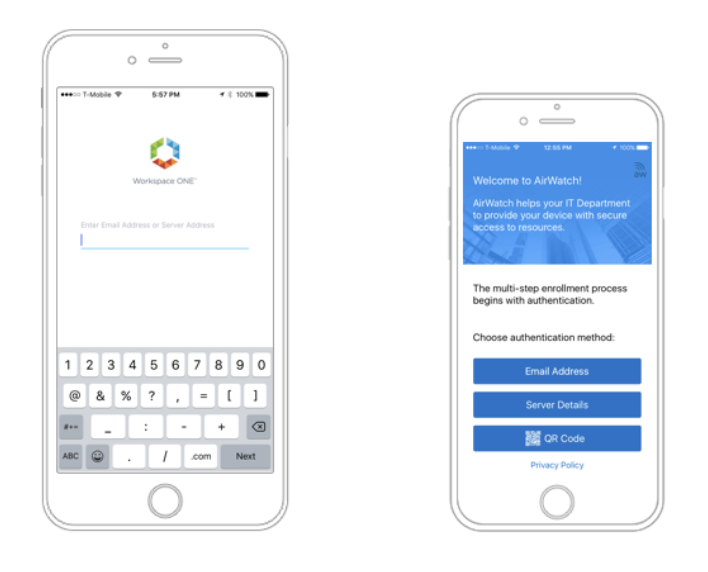 T-Mobile 5:57 PM 100%
Workspace ONE™
Enter Email Address or Server Address
1 2 3 4 5 6 7 8 9 0
@ & % ? , = [ ]
#+= _ : - +
ABC . / .com Next
T-Mobile 12:55 PM 100%
aw
Welcome to AirWatch!
AirWatch helps your IT Department
to provide your device with secure
access to resources.
The multi-step enrollment process
begins with authentication.
Choose authentication method:
Email Address
Server Details
QR Code
Privacy Policy